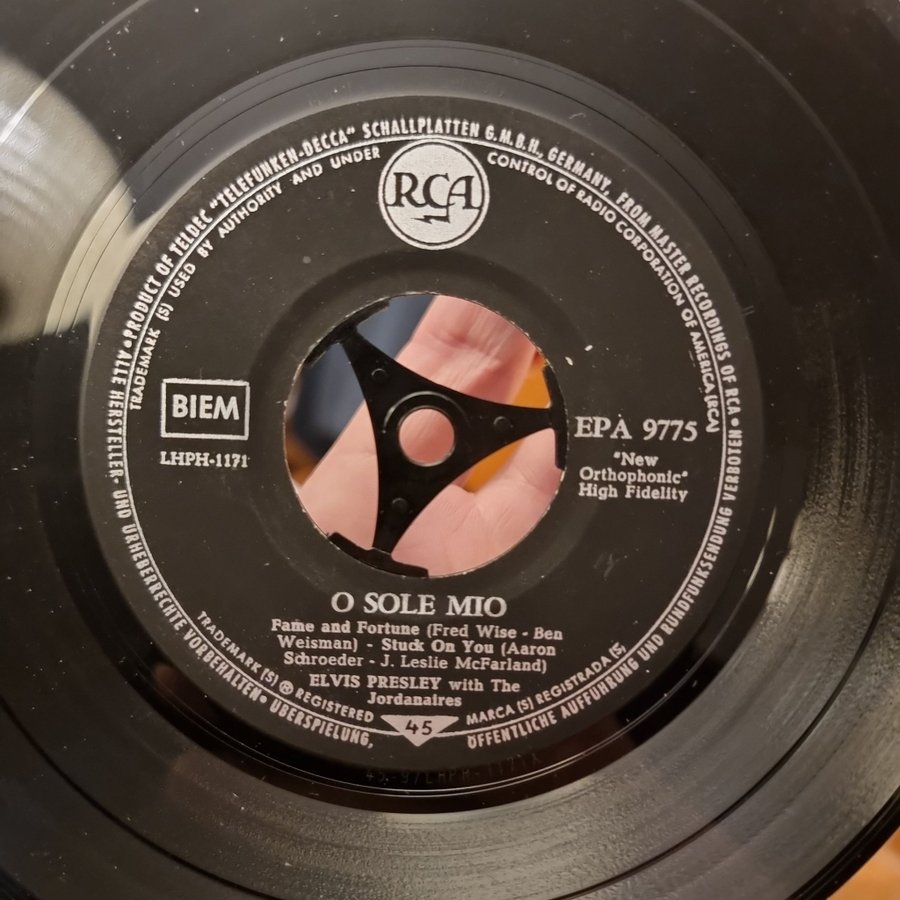 • PRODUCT OF TELDEC "TELEFUNKEN-DECCA" SCHALLPLATTEN G.M.B.H., GERMANY, FROM MASTER RECORDINGS OF RCA •
TRADEMARK (S) USED BY AUTHORITY AND UNDER CONTROL OF RADIO CORPORATION OF AMERICA (RCA)
RCA
BIEM
LHPH-1171
EPA 9775
"New
Orthophonic"
High Fidelity
O SOLE MIO
Fame and Fortune (Fred Wise - Ben
Weisman) - Stuck On You (Aaron
Schroeder - J. Leslie McFarland)
ELVIS PRESLEY with The
Jordanaires
TRADEMARK (S) ® REGISTERED
45
MARCA (S) REGISTRADA (S)
ALLE HERSTELLER- UND URHEBERRECHTE VORBEHALTEN • ÜBERSPIELUNG, ÖFFENTLICHE AUFFÜHRUNG UND RUNDFUNKSENDUNG VERBOTEN